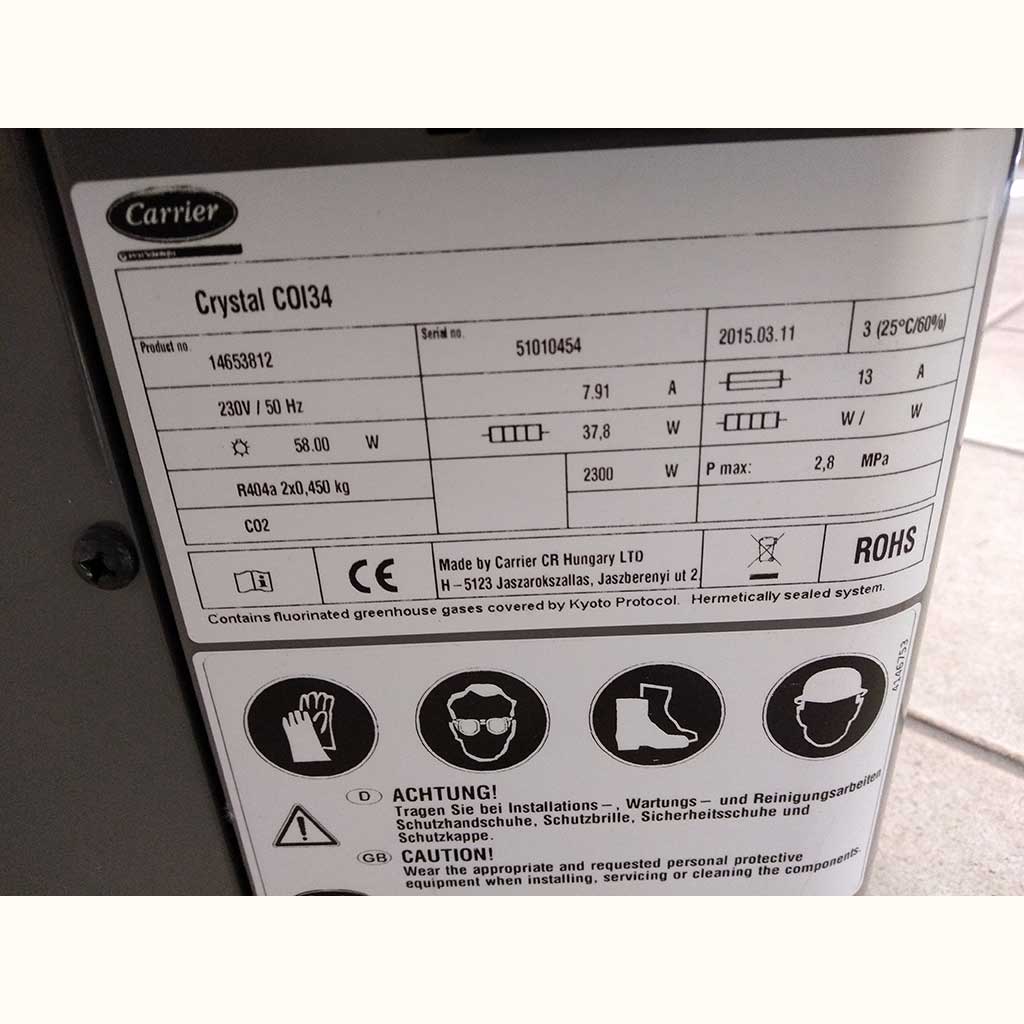 Carrier
Crystal COI34
Product no. 14653812
Serial no. 51010454
2015.03.11
3 (25°C/60%)
230V / 50 Hz
7.91 A
13 A
58.00 W
37,8 W
W / W
R404a 2x0,450 kg
2300 W
P max: 2,8 MPa
CO2
CE
Made by Carrier CR Hungary LTD
H - 5123 Jaszarokszallas, Jaszberenyi ut 2
ROHS
Contains fluorinated greenhouse gases covered by Kyoto Protocol. Hermetically sealed system.
4146753
D ACHTUNG!
Tragen Sie bei Installations-, Wartungs- und Reinigungsarbeiten
Schutzhandschuhe, Schutzbrille, Sicherheitsschuhe und
Schutzkappe.
GB CAUTION!
Wear the appropriate and requested personal protective
equipment when installing, servicing or cleaning the components.